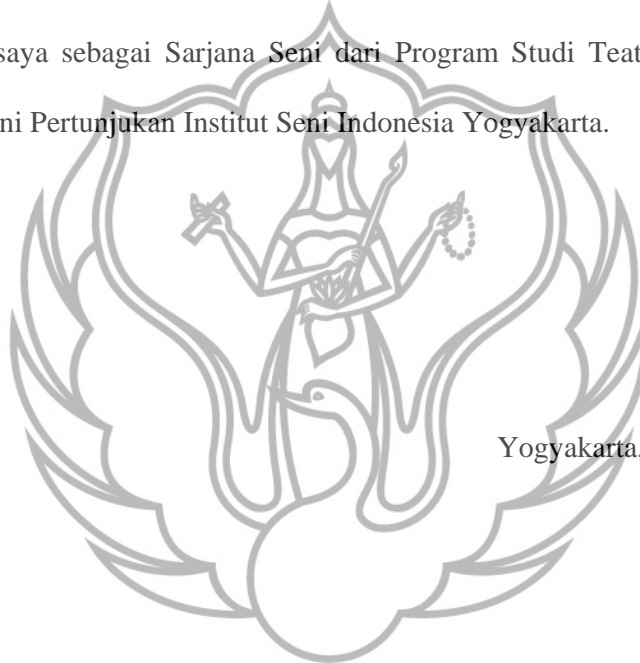 saya sebagai Sarjana Seni dari Program Studi Teat
ni Pertunjukan Institut Seni Indonesia Yogyakarta.
Yogyakarta,